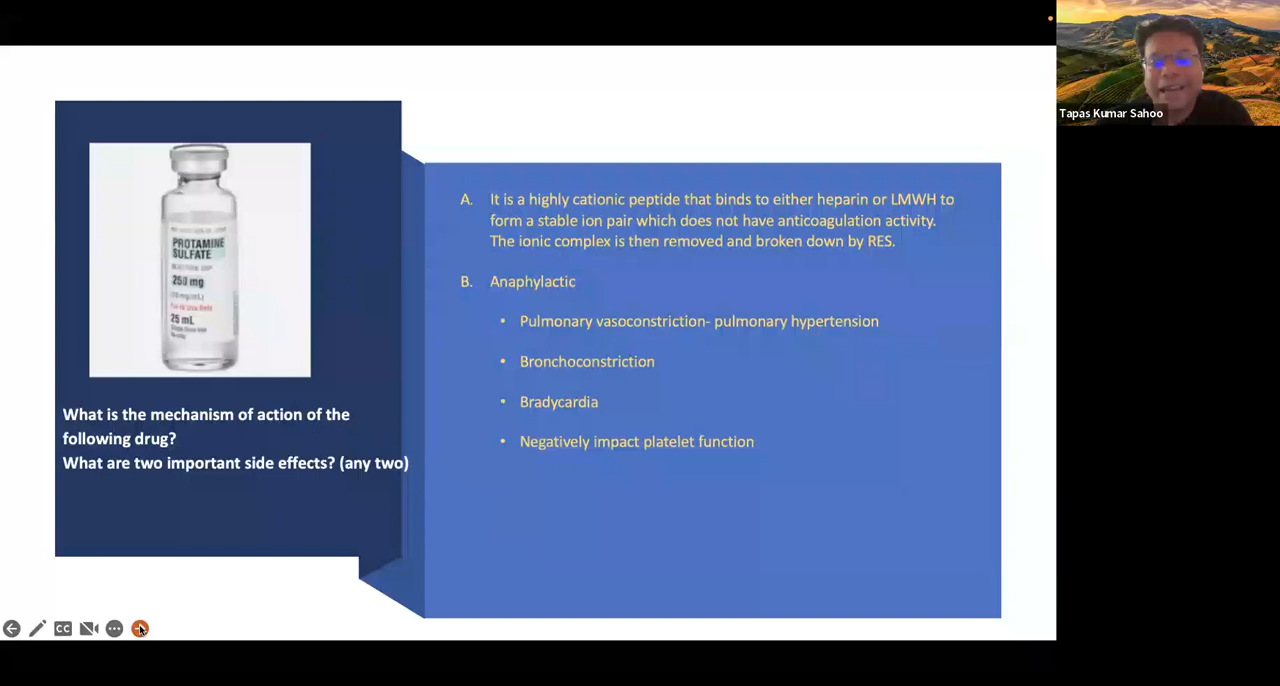 Tapas Kumar Sahoo
PROTAMINE
SULFATE
250 mg
25 mL
What is the mechanism of action of the
following drug?
What are two important side effects? (any two)
A. It is a highly cationic peptide that binds to either heparin or LMWH to
form a stable ion pair which does not have anticoagulation activity.
The ionic complex is then removed and broken down by RES.
B. Anaphylactic
• Pulmonary vasoconstriction- pulmonary hypertension
• Bronchoconstriction
• Bradycardia
• Negatively impact platelet function
CC